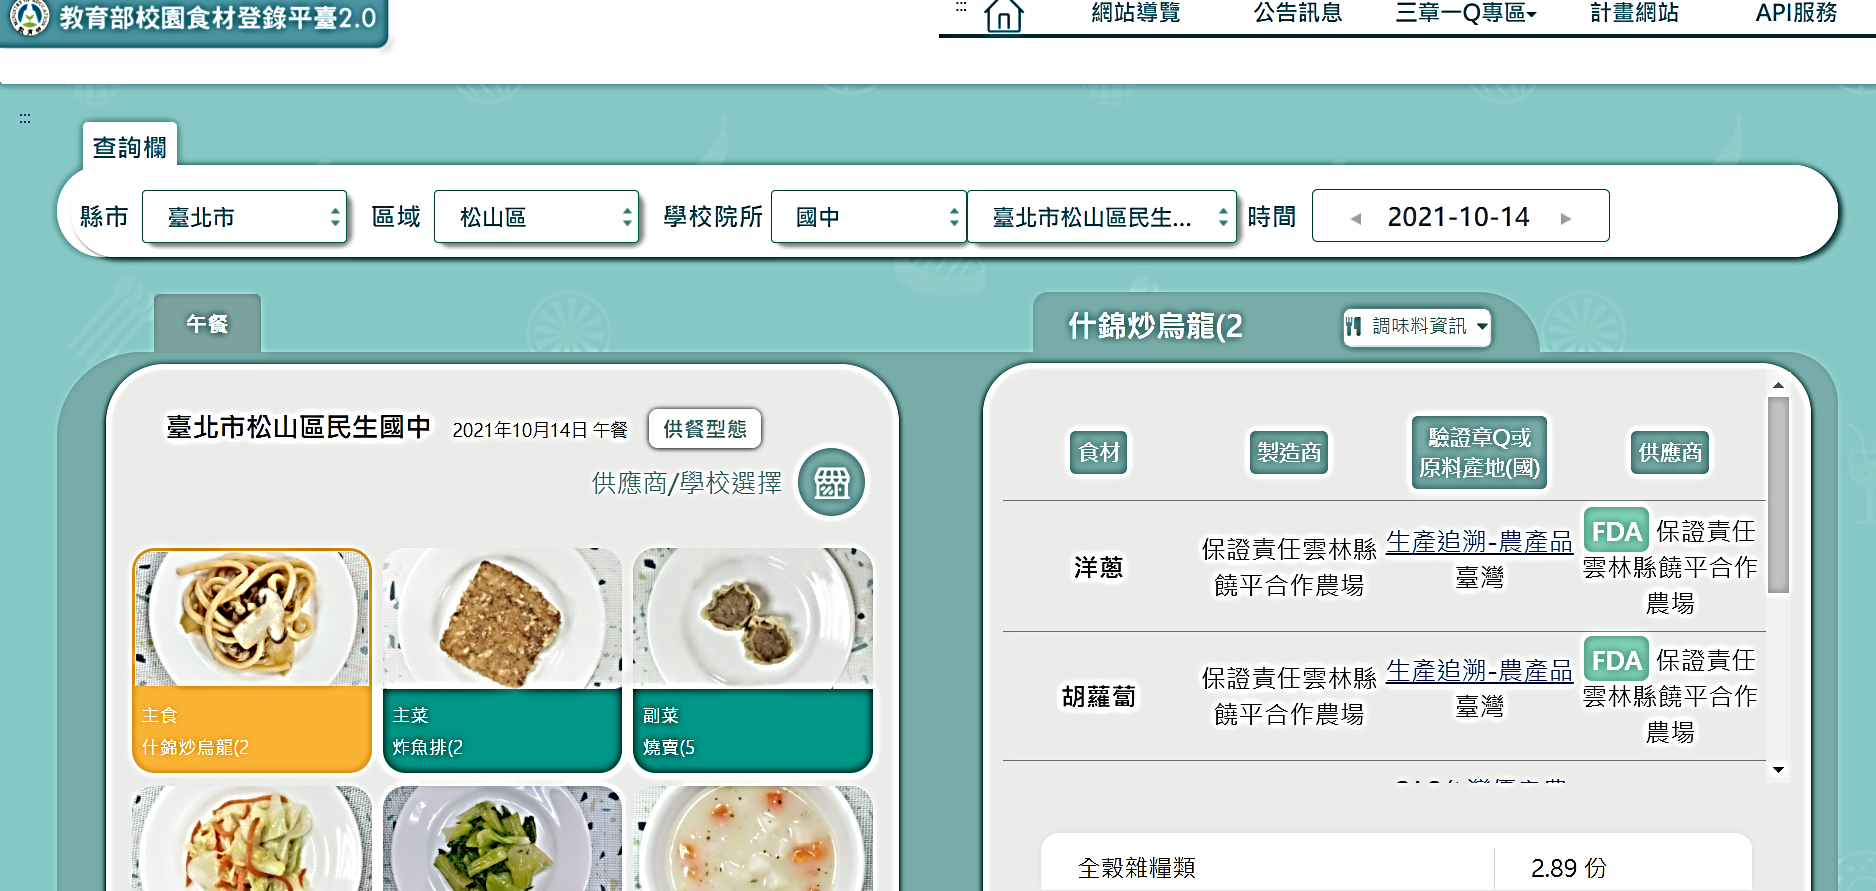 教育部校園食材登錄平臺2.0
:::
網站導覽
公告訊息
三章一Q專區
計畫網站
API服務
:::
查詢欄
縣市
臺北市
區域
松山區
學校院所
國中
臺北市松山區民生...
時間
2021-10-14
午餐
臺北市松山區民生國中 2021年10月14日 午餐 供餐型態
供應商/學校選擇
主食
什錦炒烏龍(2
主菜
炸魚排(2
副菜
燒賣(5
什錦炒烏龍(2
調味料資訊
食材
製造商
驗證章Q或
原料產地(國)
供應商
洋蔥
保證責任雲林縣
饒平合作農場
生產追溯-農產品
臺灣
FDA 保證責任
雲林縣饒平合作
農場
胡蘿蔔
保證責任雲林縣
饒平合作農場
生產追溯-農產品
臺灣
FDA 保證責任
雲林縣饒平合作
農場
全穀雜糧類
2.89 份